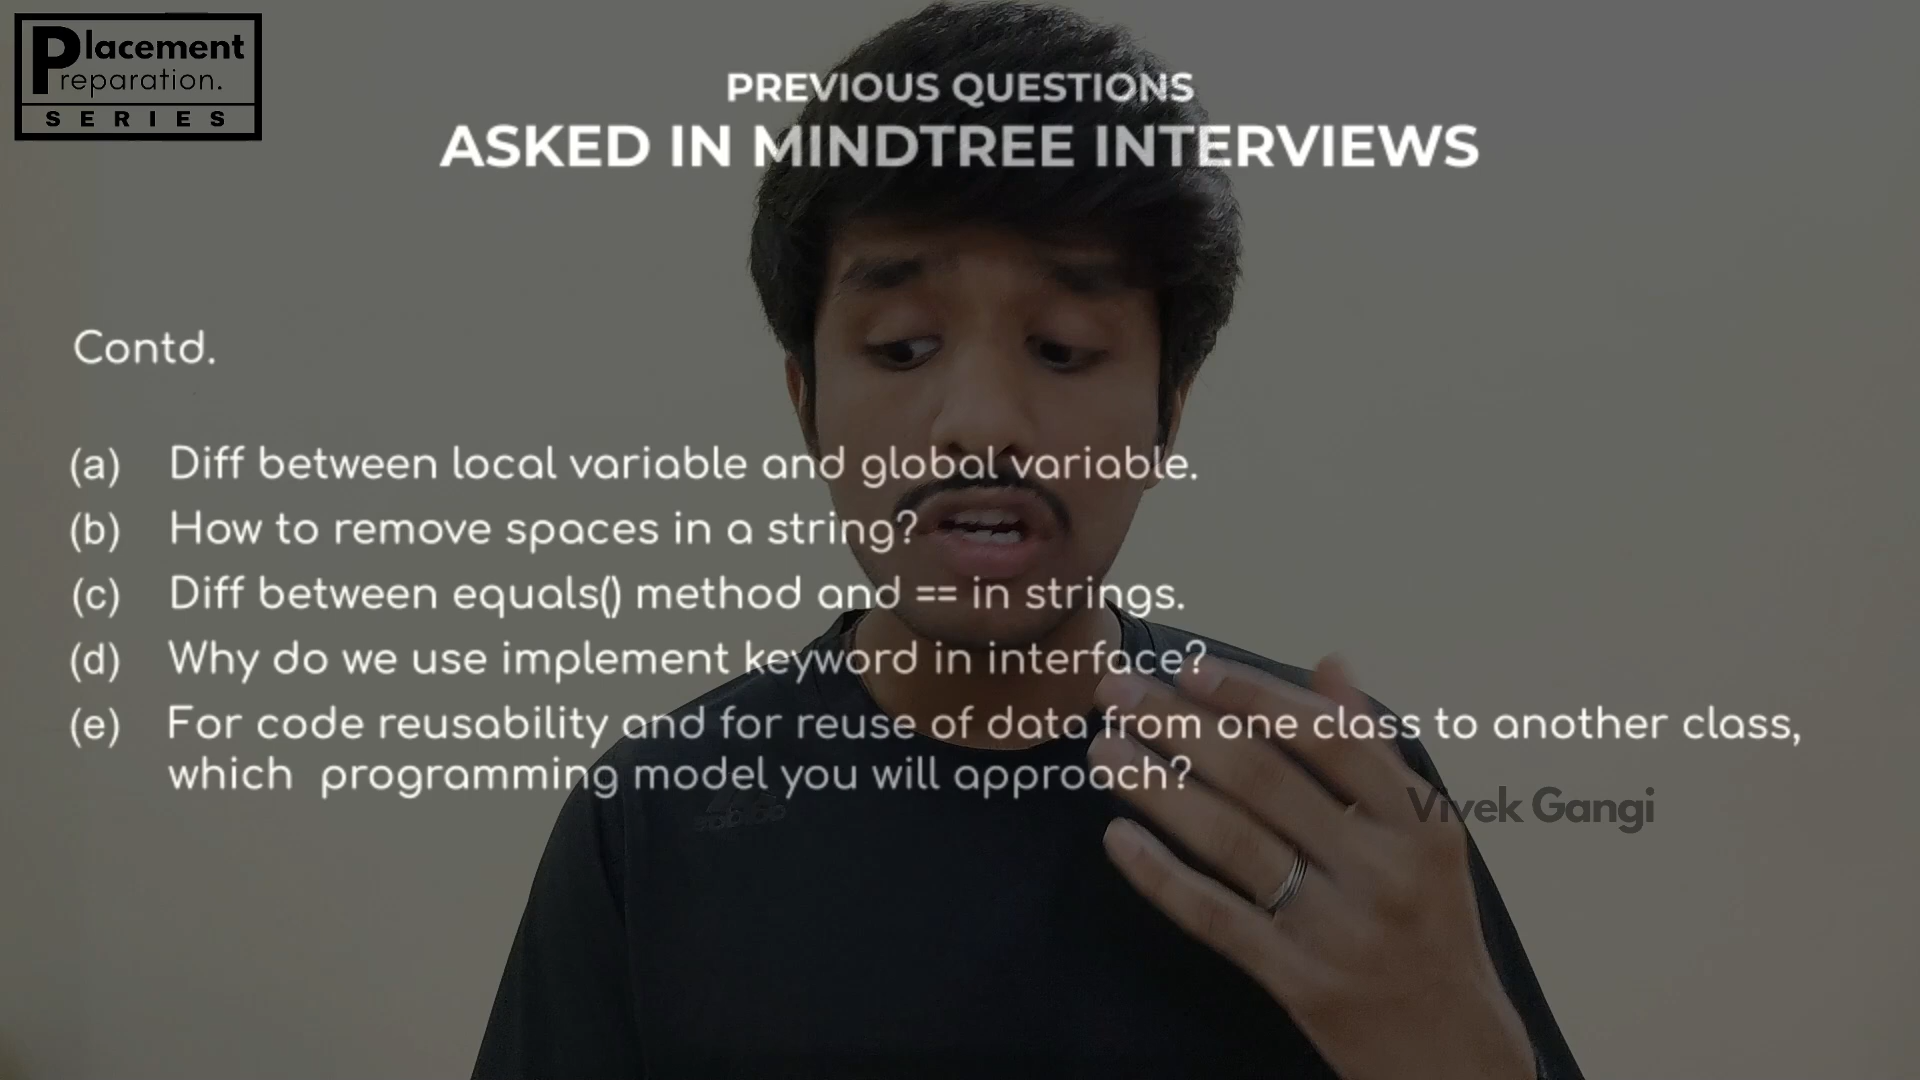 Placement
Preparation.
SERIES
PREVIOUS QUESTIONS
ASKED IN MINDTREE INTERVIEWS
Contd.
(a) Diff between local variable and global variable.
(b) How to remove spaces in a string?
(c) Diff between equals() method and == in strings.
(d) Why do we use implement keyword in interface?
(e) For code reusability and for reuse of data from one class to another class,
which programming model you will approach?
adidas
Vivek Gangi